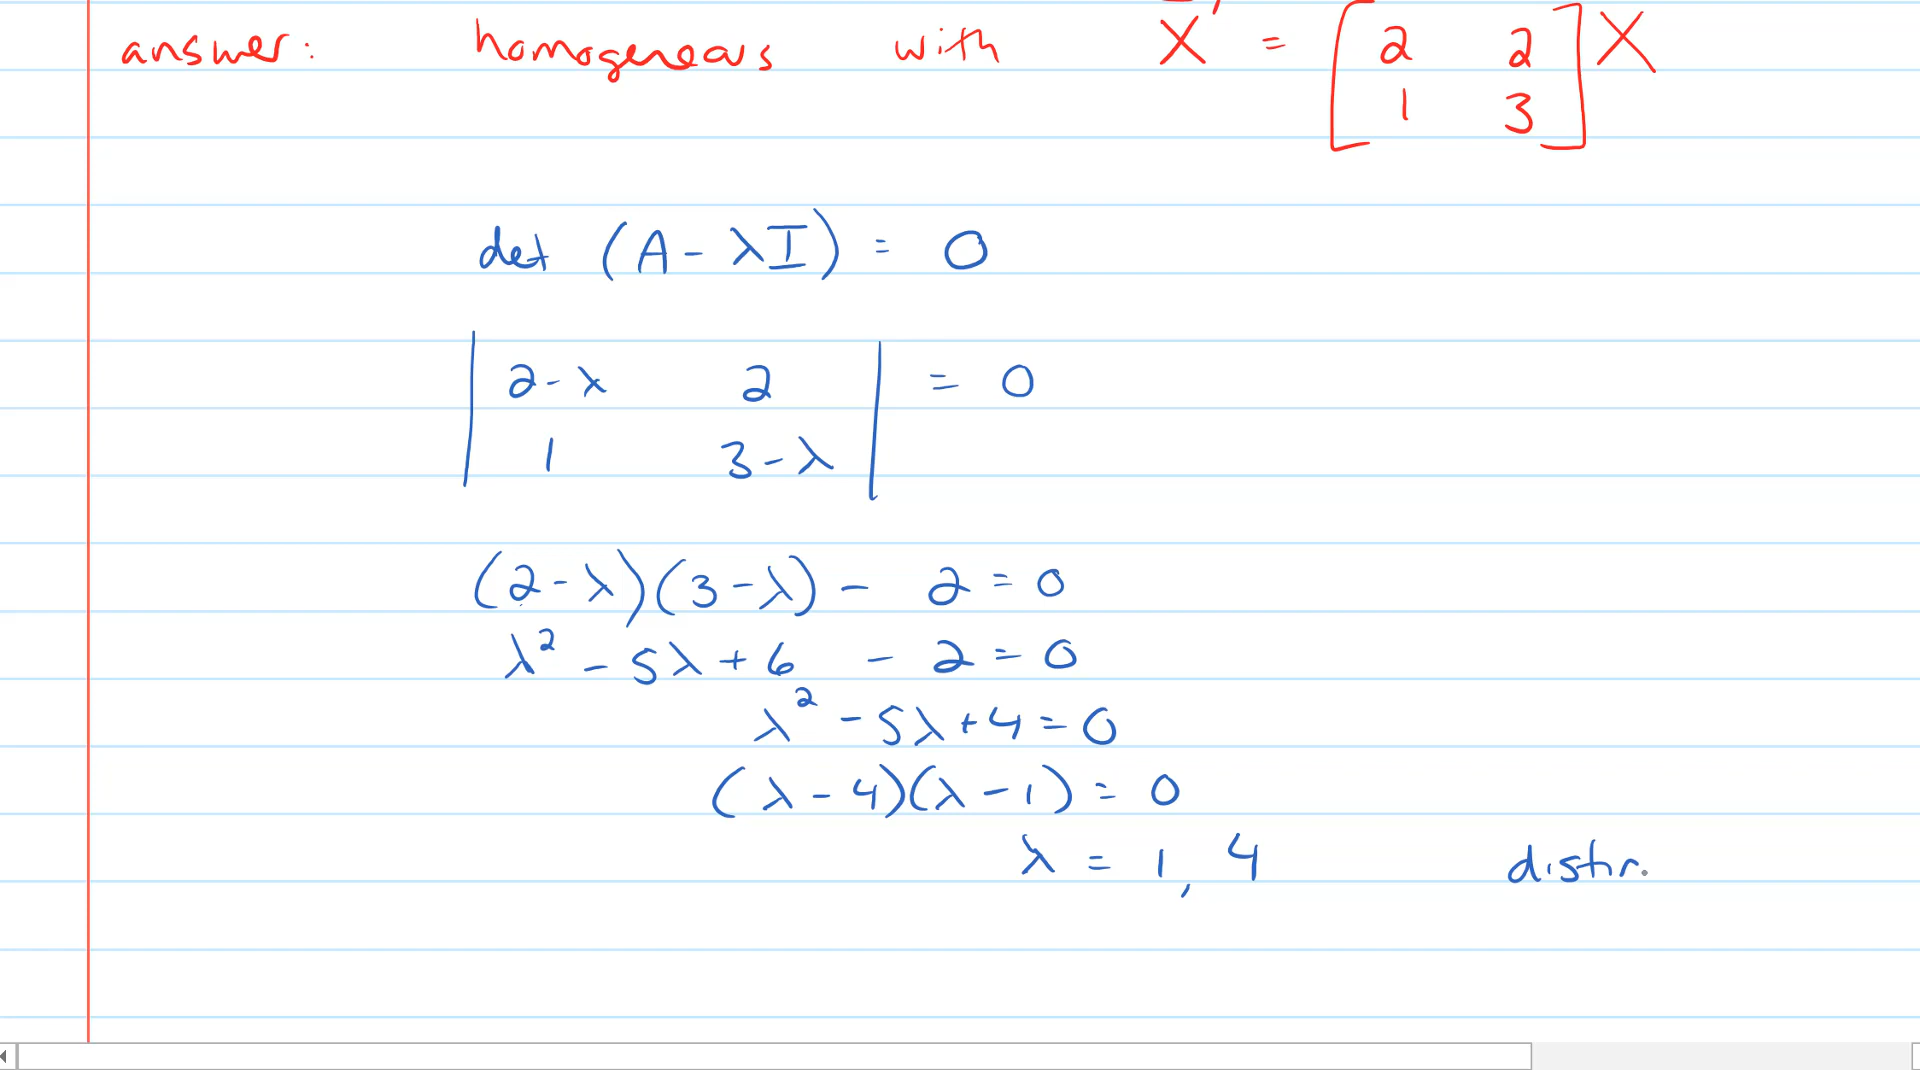 answer: homogeneous with X' = [2 2
1 3] X
det (A - λI) = 0
|2-λ 2
1 3-λ| = 0
(2-λ)(3-λ) - 2 = 0
λ² - 5λ + 6 - 2 = 0
λ² - 5λ + 4 = 0
(λ - 4)(λ - 1) = 0
λ = 1, 4